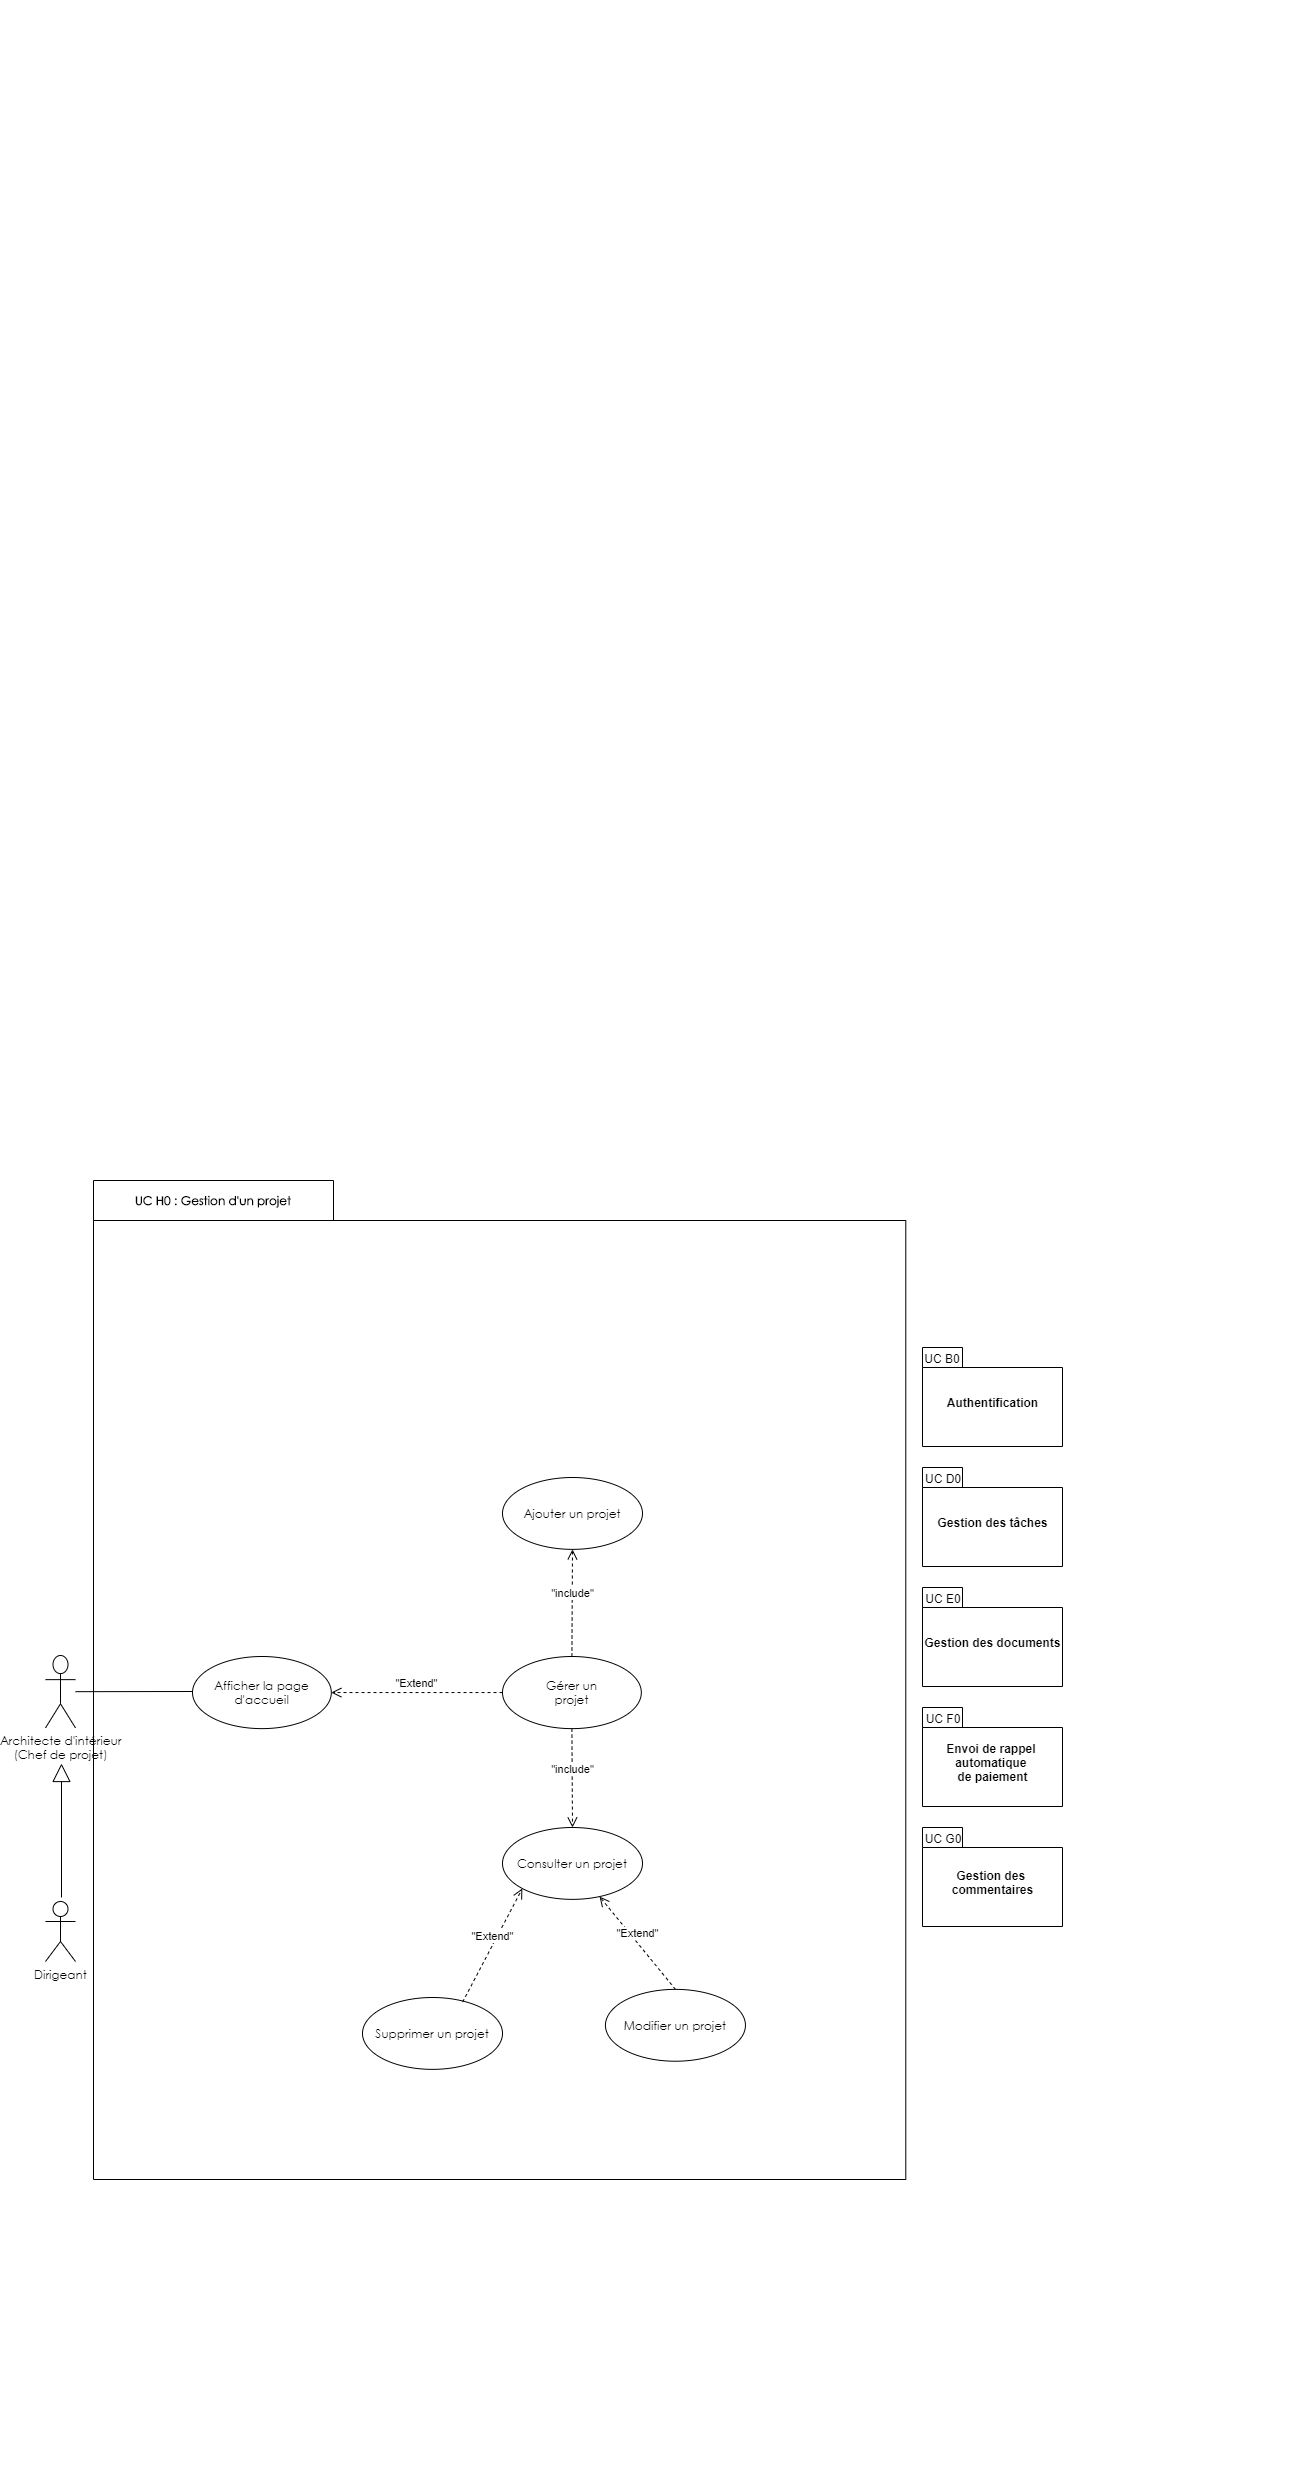 UC H0 : Gestion d'un projet
UC B0
Authentification
UC D0
Gestion des tâches
Ajouter un projet
"include"
UC E0
Gestion des documents
Afficher la page
d'accueil
"Extend"
Gérer un
projet
Architecte d'intérieur
(Chef de projet)
"include"
UC F0
Envoi de rappel
automatique
de paiement
UC G0
Gestion des
commentaires
Consulter un projet
"Extend"
"Extend"
Dirigeant
Supprimer un projet
Modifier un projet